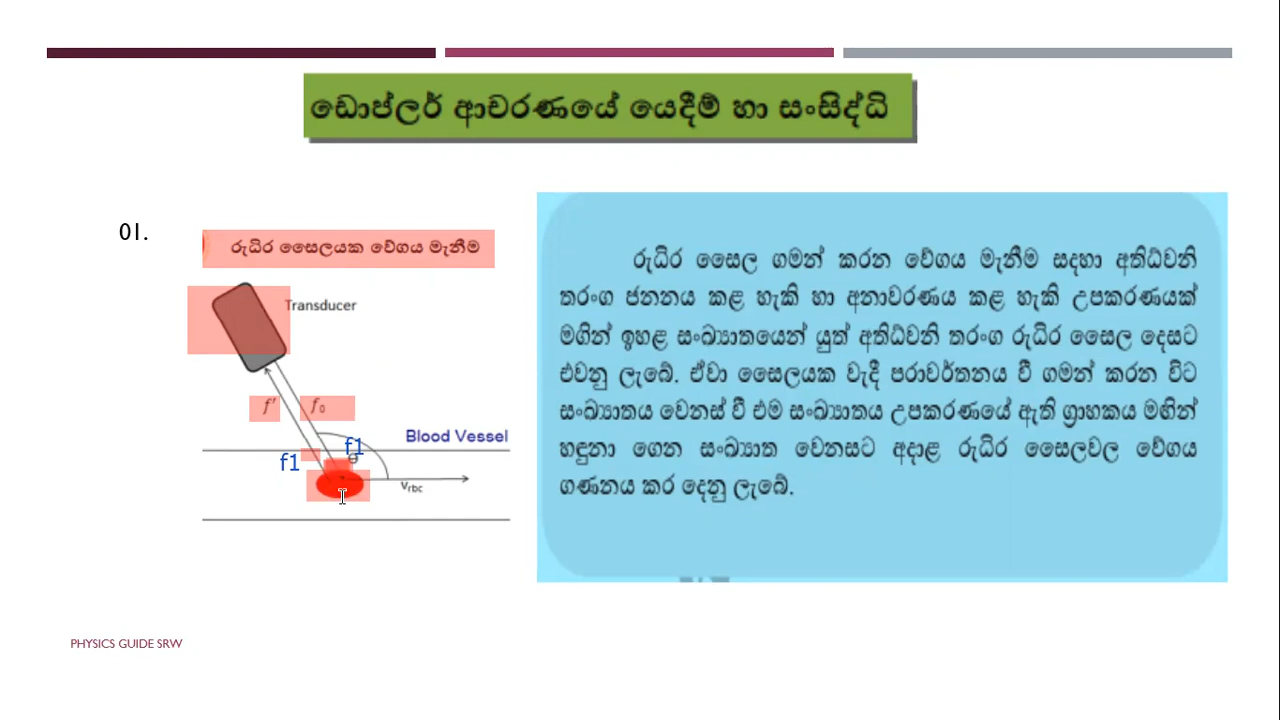 ඩොප්ලර් ආචරණයේ යෙදීම් හා සංසිද්ධි
01.
රුධිර සෛලයක වේගය මැනීම
Transducer
f'
f₀
Blood Vessel
f1
f1
θ
vrbc
රුධිර සෛල ගමන් කරන වේගය මැනීම සදහා අතිධ්වනි
තරංග ජනනය කළ හැකි හා අනාවරණය කළ හැකි උපකරණයක්
මගින් ඉහළ සංඛ්‍යාතයෙන් යුත් අතිධ්වනි තරංග රුධිර සෛල දෙසට
එවනු ලැබේ. ඒවා සෛලයක වැදී පරාවර්තනය වී ගමන් කරන විට
සංඛ්‍යාතය වෙනස් වී එම සංඛ්‍යාතය උපකරණයේ ඇති ග්‍රාහකය මඟින්
හඳුනා ගෙන සංඛ්‍යාත වෙනසට අදාළ රුධිර සෛලවල වේගය
ගණනය කර දෙනු ලැබේ.
PHYSICS GUIDE SRW